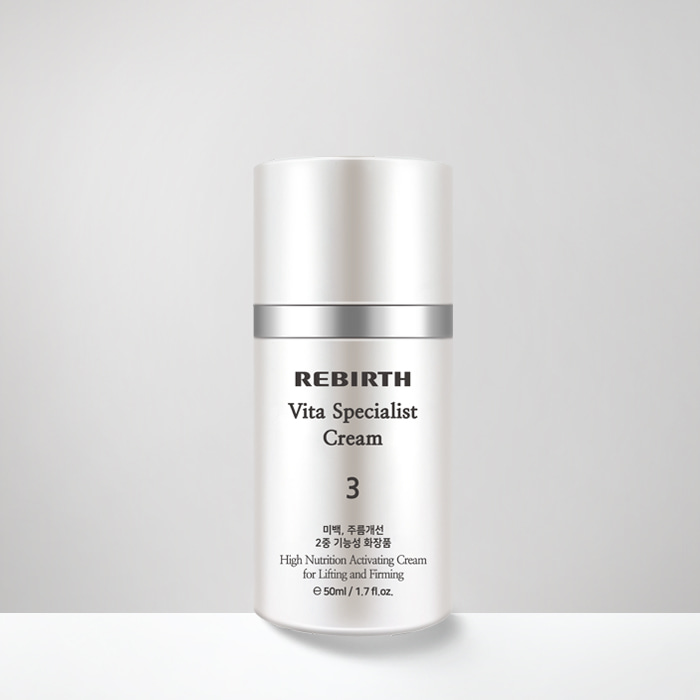 REBIRTH
Vita Specialist
Cream
3
미백, 주름개선
2중 기능성 화장품
High Nutrition Activating Cream
for Lifting and Firming
℮ 50ml / 1.7 fl.oz.